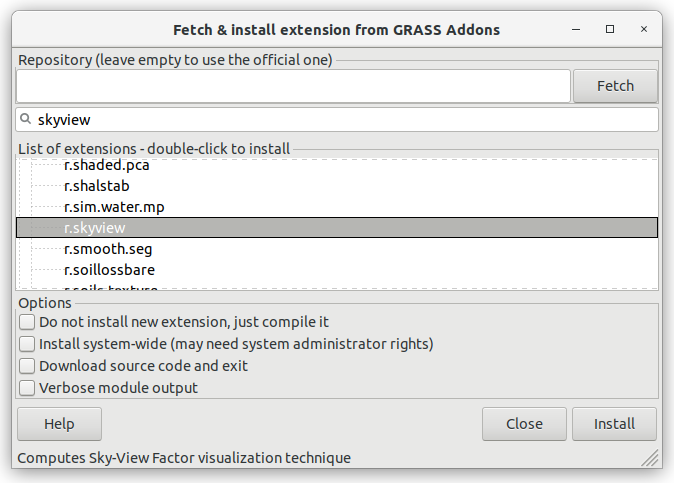 Fetch & install extension from GRASS Addons
Repository (leave empty to use the official one)
Fetch
skyview
List of extensions - double-click to install
r.shaded.pca
r.shalstab
r.sim.water.mp
r.skyview
r.smooth.seg
r.soillossbare
r.soils.texture
Options
Do not install new extension, just compile it
Install system-wide (may need system administrator rights)
Download source code and exit
Verbose module output
Help
Close
Install
Computes Sky-View Factor visualization technique